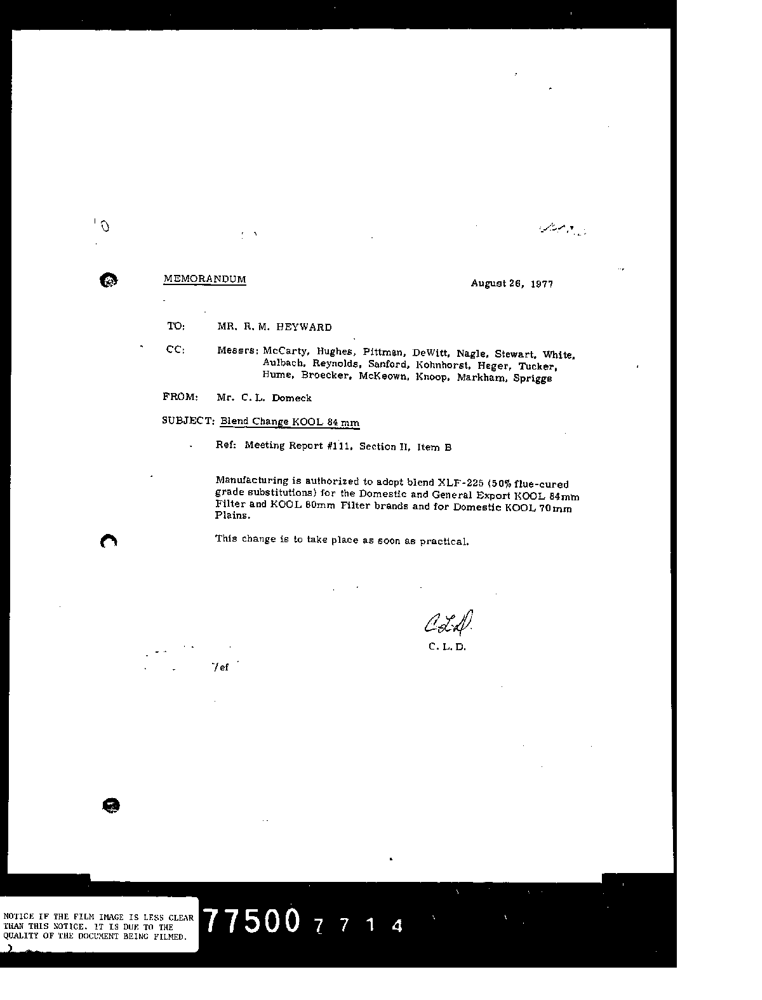 MEMORANDUM
August 26, 1977
TO: MR. R. M. HEYWARD
CC: Messrs: McCarty, Hughes, Pittman, DeWitt, Nagle, Stewart, White,
Aulbach, Reynolds, Sanford, Kohnhorst, Heger, Tucker,
Hume, Broecker, McKeown, Knoop, Markham, Spriggs
FROM: Mr. C. L. Domeck
SUBJECT: Blend Change KOOL 84 mm
Ref: Meeting Report #111, Section II, Item B
Manufacturing is authorized to adopt blend XLF-225 (50% flue-cured
grade substitutions) for the Domestic and General Export KOOL 84mm
Filter and KOOL 80mm Filter brands and for Domestic KOOL 70mm
Plains.
This change is to take place as soon as practical.
C.L.D.
C. L. D.
/ef
NOTICE IF THE FILM IMAGE IS LESS CLEAR
THAN THIS NOTICE, IT IS DUE TO THE
QUALITY OF THE DOCUMENT BEING FILMED.
77500 7 7 1 4